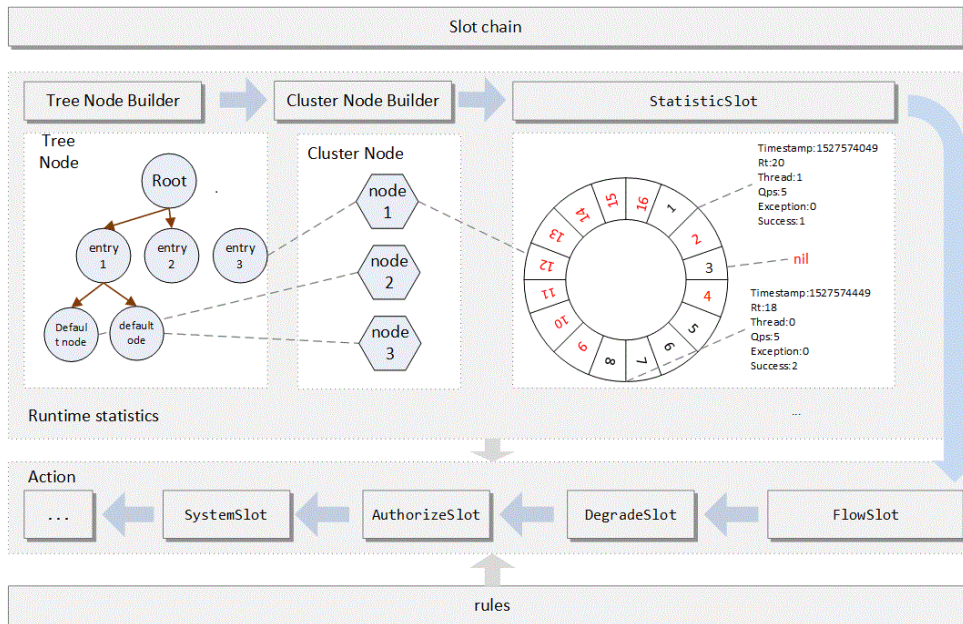 Slot chain
Tree Node Builder
Cluster Node Builder
StatisticSlot
Tree
Node
Root
.
entry
1
entry
2
entry
3
Defaul
t node
default
ode
Cluster Node
node
1
node
2
node
3
1
2
3
4
5
6
7
8
9
10
11
12
13
14
15
16
Timestamp:1527574049
Rt:20
Thread:1
Qps:5
Exception:0
Success:1
nil
Timestamp:1527574449
Rt:18
Thread:0
Qps:5
Exception:0
Success:2
...
Runtime statistics
Action
...
SystemSlot
AuthorizeSlot
DegradeSlot
FlowSlot
rules